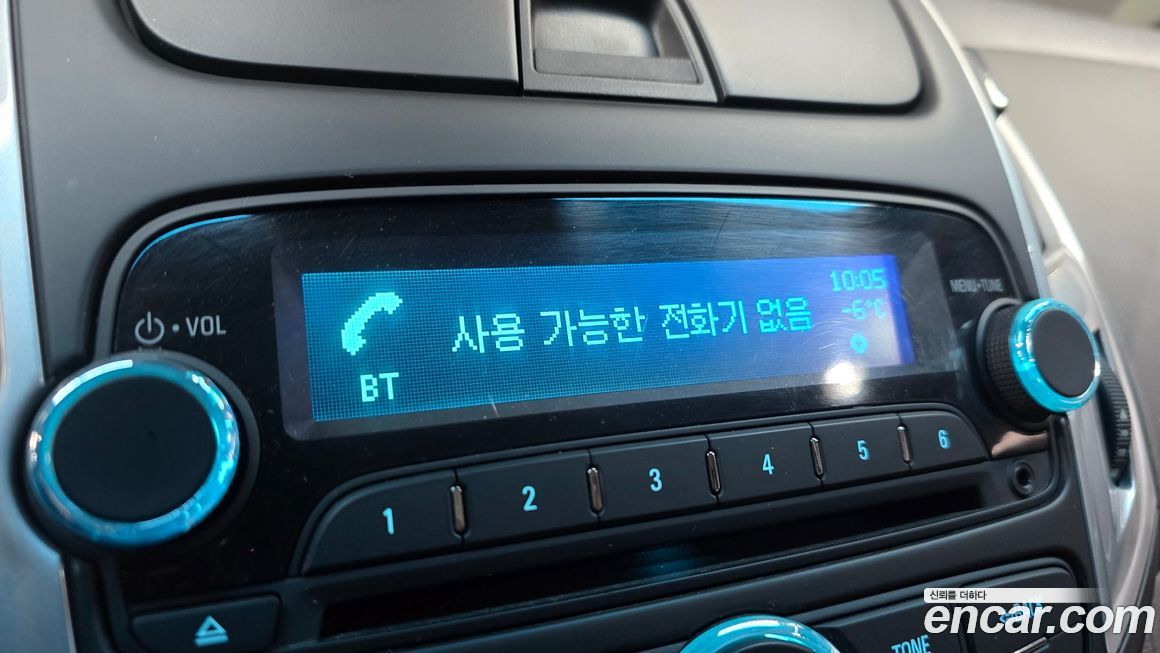 VOL
MENU•TUNE
10:05
사용 가능한 전화기 없음
-6°C
BT
1 2 3 4 5 6
TONE
신뢰를 더하다
encar.com